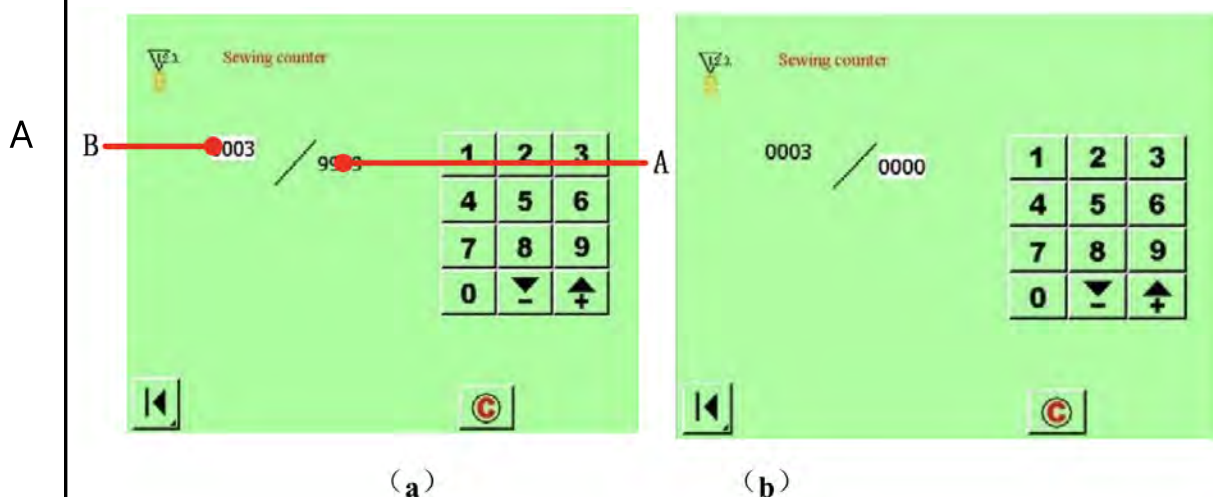 A
Sewing counter
B
003
A
1 2 3
4 5 6
7 8 9
0 - +
C
(a)
Sewing counter
0003 / 0000
1 2 3
4 5 6
7 8 9
0 - +
C
(b)